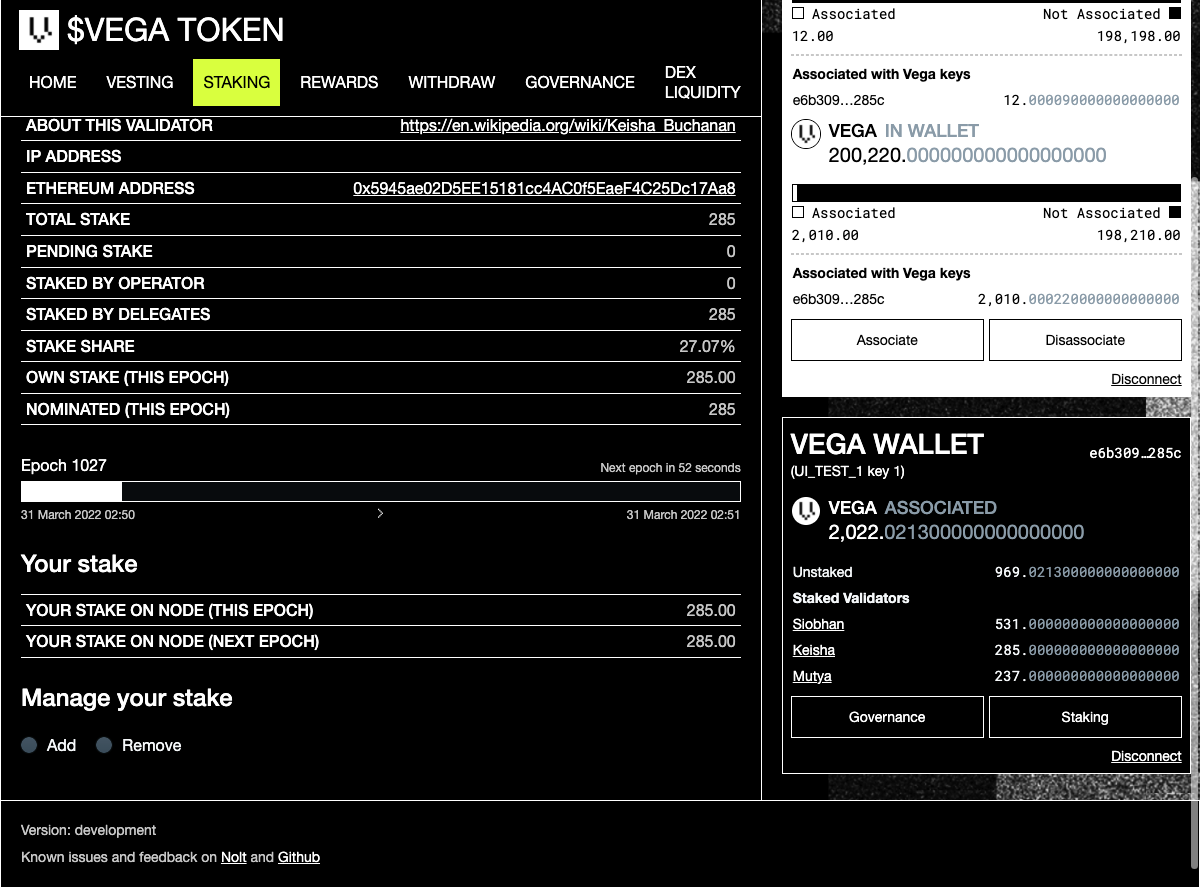 $VEGA TOKEN
HOME VESTING STAKING REWARDS WITHDRAW GOVERNANCE DEX LIQUIDITY
ABOUT THIS VALIDATOR https://en.wikipedia.org/wiki/Keisha_Buchanan
IP ADDRESS
ETHEREUM ADDRESS 0x5945ae02D5EE15181cc4AC0f5EaeF4C25Dc17Aa8
TOTAL STAKE 285
PENDING STAKE 0
STAKED BY OPERATOR 0
STAKED BY DELEGATES 285
STAKE SHARE 27.07%
OWN STAKE (THIS EPOCH) 285.00
NOMINATED (THIS EPOCH) 285
Epoch 1027 Next epoch in 52 seconds
31 March 2022 02:50 > 31 March 2022 02:51
Your stake
YOUR STAKE ON NODE (THIS EPOCH) 285.00
YOUR STAKE ON NODE (NEXT EPOCH) 285.00
Manage your stake
Add Remove
Associated Not Associated
12.00 198,198.00
Associated with Vega keys
e6b309…285c 12.000090000000000000
VEGA IN WALLET
200,220.000000000000000000
Associated Not Associated
2,010.00 198,210.00
Associated with Vega keys
e6b309…285c 2,010.000220000000000000
Associate Disassociate
Disconnect
VEGA WALLET e6b309…285c
(UI_TEST_1 key 1)
VEGA ASSOCIATED
2,022.021300000000000000
Unstaked 969.021300000000000000
Staked Validators
Siobhan 531.000000000000000000
Keisha 285.000000000000000000
Mutya 237.000000000000000000
Governance Staking
Disconnect
Version: development
Known issues and feedback on Nolt and Github